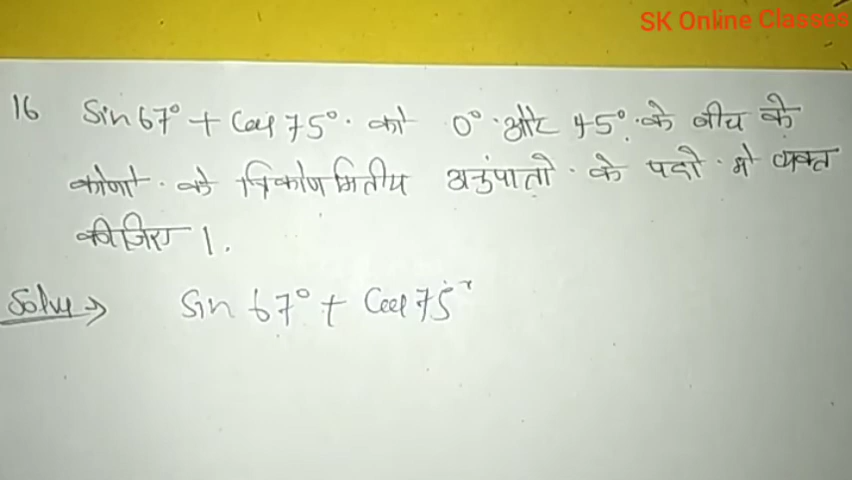 SK Online Classes
16 Sin 67° + Cos 75° को 0° और 45° के बीच के
कोणों के त्रिकोणमितीय अनुपातो के पदो मे व्यक्त
कीजिए ।.
Solu → Sin 67° + Cos 75°